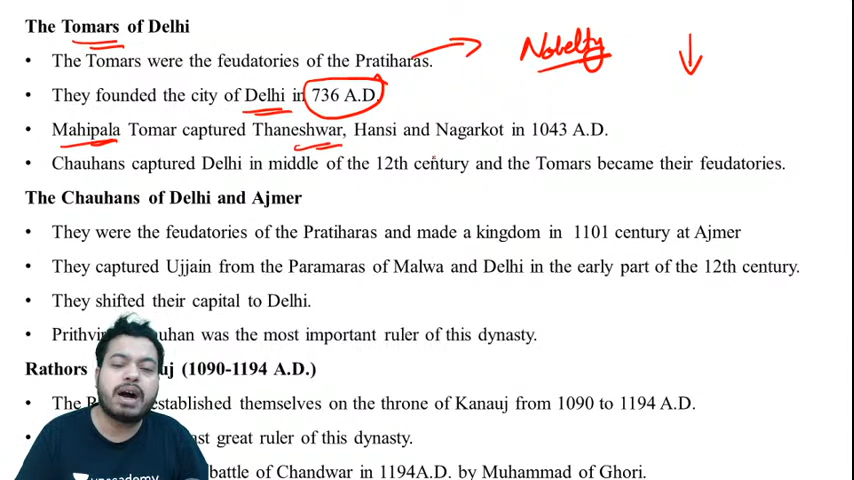 The Tomars of Delhi
• The Tomars were the feudatories of the Pratiharas.
Nobelty
• They founded the city of Delhi in 736 A.D.
• Mahipala Tomar captured Thaneshwar, Hansi and Nagarkot in 1043 A.D.
• Chauhans captured Delhi in middle of the 12th century and the Tomars became their feudatories.
The Chauhans of Delhi and Ajmer
• They were the feudatories of the Pratiharas and made a kingdom in 1101 century at Ajmer
• They captured Ujjain from the Paramaras of Malwa and Delhi in the early part of the 12th century.
• They shifted their capital to Delhi.
• Prithvi uhan was the most important ruler of this dynasty.
Rathors uj (1090-1194 A.D.)
• The established themselves on the throne of Kanauj from 1090 to 1194 A.D.
• ast great ruler of this dynasty.
battle of Chandwar in 1194A.D. by Muhammad of Ghori.